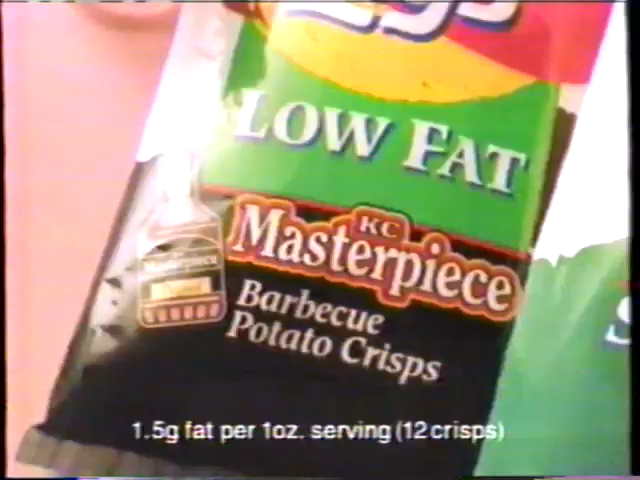 LOW FAT
KC
Masterpiece
Barbecue
Potato Crisps
1.5g fat per 1oz. serving (12 crisps)